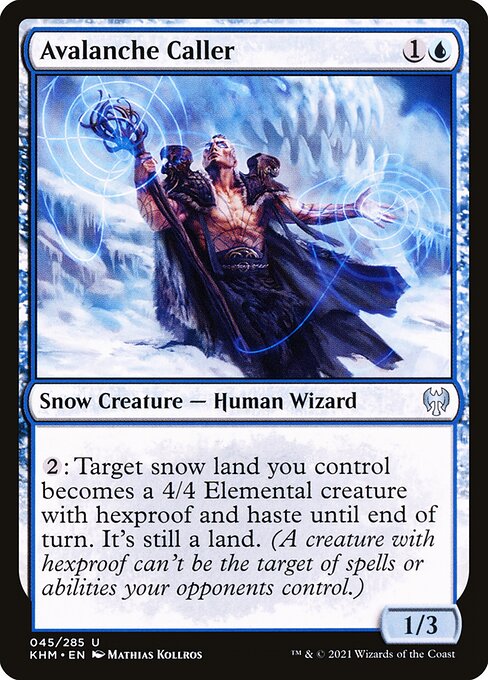 Avalanche Caller 1
Snow Creature — Human Wizard
2: Target snow land you control
becomes a 4/4 Elemental creature
with hexproof and haste until end of
turn. It's still a land. (A creature with
hexproof can't be the target of spells or
abilities your opponents control.)
1/3
045/285 U
KHM • EN Mathias Kollros
™ & © 2021 Wizards of the Coast